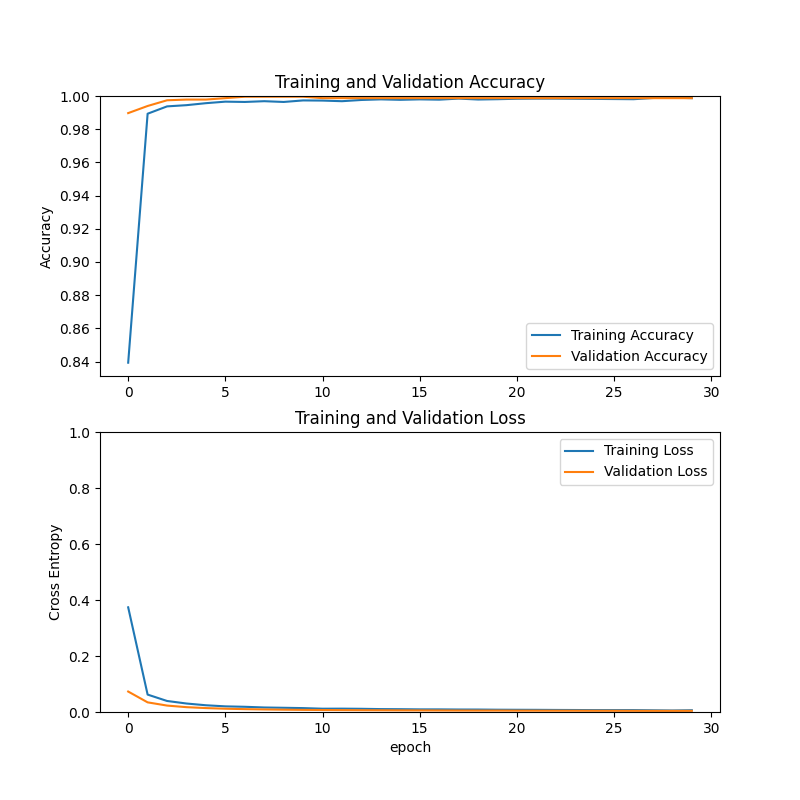 Training and Validation Accuracy
1.00
0.98
0.96
0.94
0.92
0.90
0.88
0.86
0.84
Accuracy
Training Accuracy
Validation Accuracy
0 5 10 15 20 25 30
Training and Validation Loss
1.0
0.8
0.6
0.4
0.2
0.0
Cross Entropy
Training Loss
Validation Loss
0 5 10 15 20 25 30
epoch